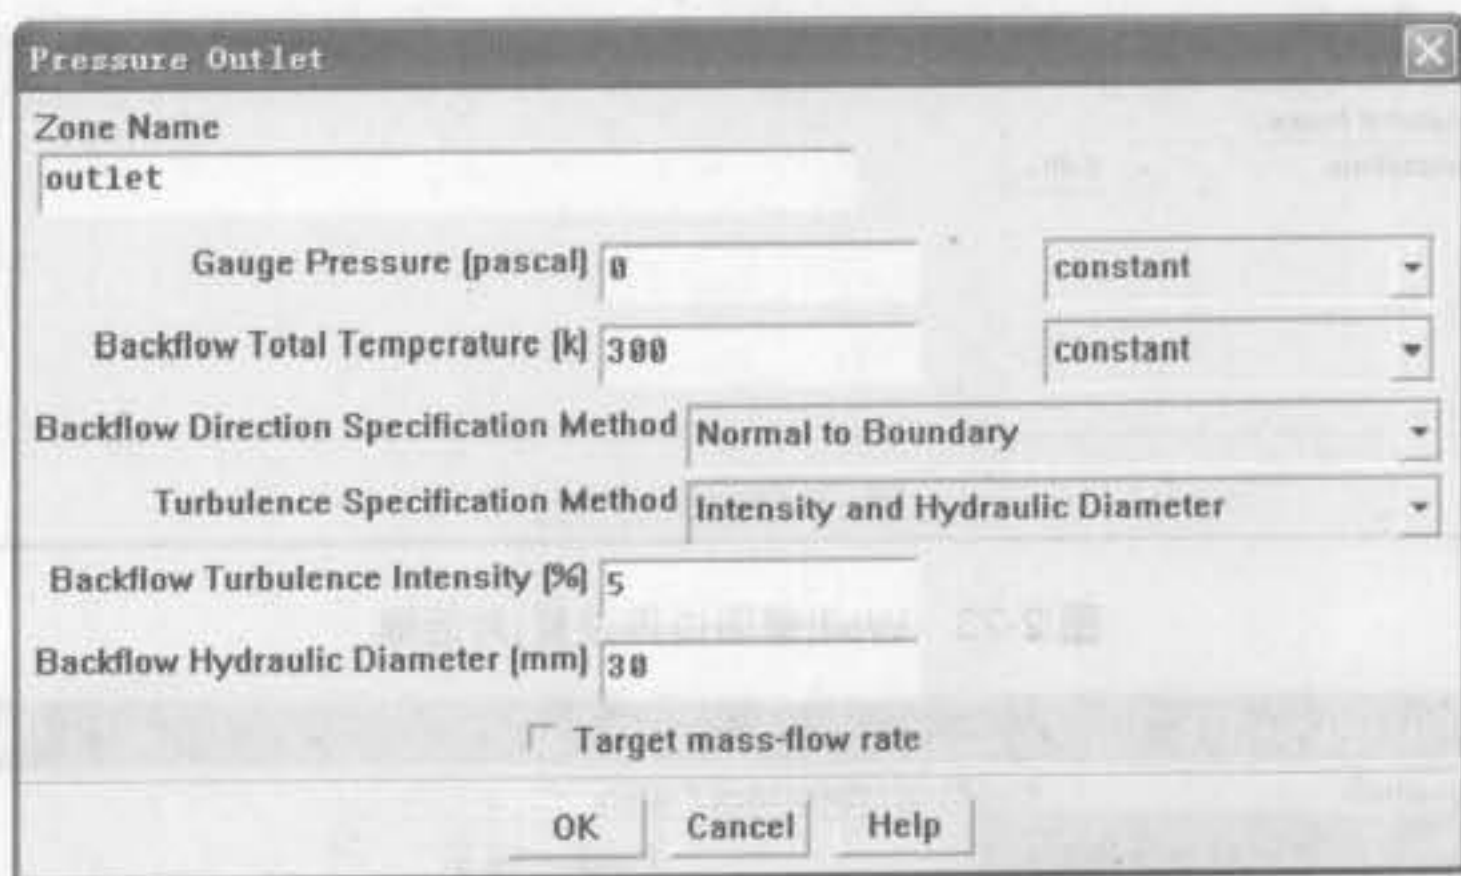 Pressure Outlet
Zone Name
outlet
Gauge Pressure (pascal) 0 constant
Backflow Total Temperature (k) 300 constant
Backflow Direction Specification Method Normal to Boundary
Turbulence Specification Method Intensity and Hydraulic Diameter
Backflow Turbulence Intensity (%) 5
Backflow Hydraulic Diameter (mm) 30
Target mass-flow rate
OK Cancel Help